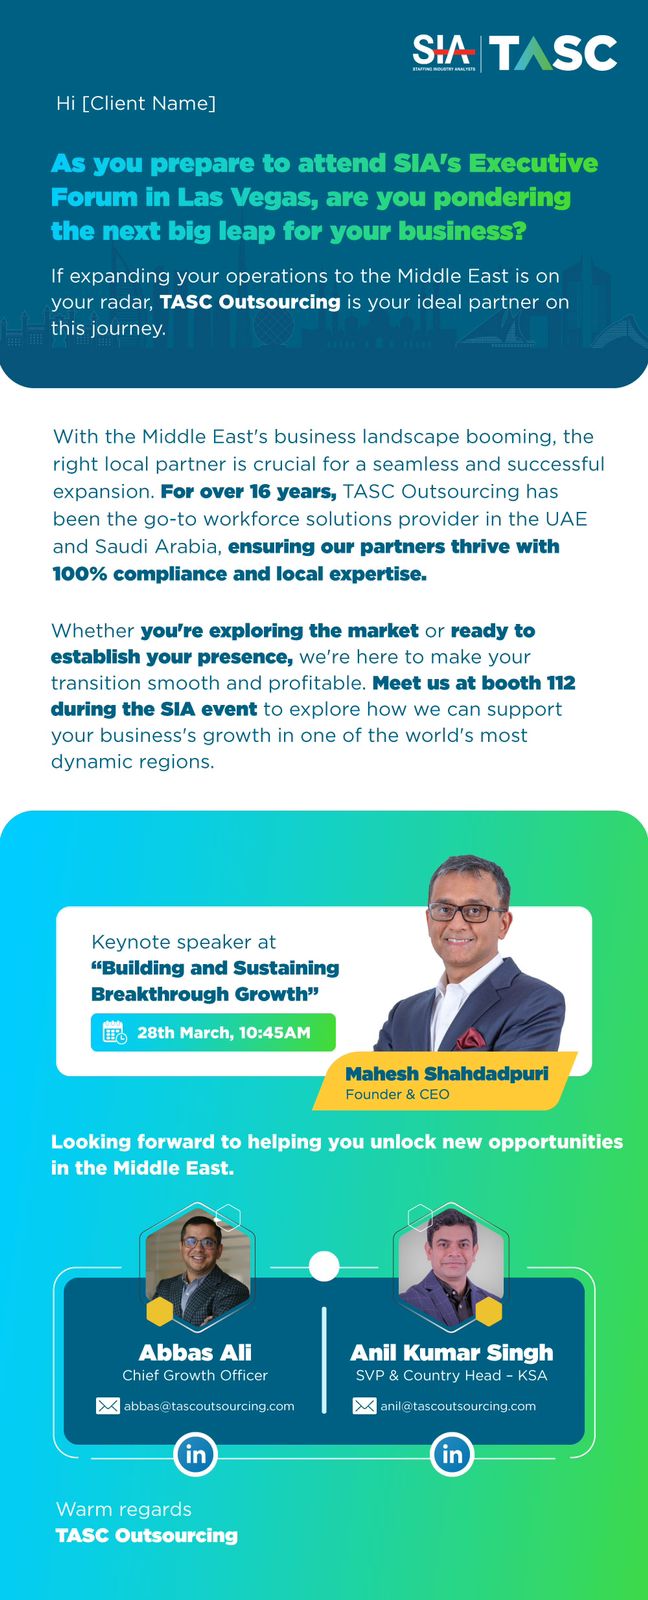 SIA | TASC
STAFFING INDUSTRY ANALYSTS
Hi [Client Name]
As you prepare to attend SIA's Executive
Forum in Las Vegas, are you pondering
the next big leap for your business?
If expanding your operations to the Middle East is on
your radar, TASC Outsourcing is your ideal partner on
this journey.
With the Middle East's business landscape booming, the
right local partner is crucial for a seamless and successful
expansion. For over 16 years, TASC Outsourcing has
been the go-to workforce solutions provider in the UAE
and Saudi Arabia, ensuring our partners thrive with
100% compliance and local expertise.
Whether you're exploring the market or ready to
establish your presence, we're here to make your
transition smooth and profitable. Meet us at booth 112
during the SIA event to explore how we can support
your business's growth in one of the world's most
dynamic regions.
Keynote speaker at
“Building and Sustaining
Breakthrough Growth”
28th March, 10:45AM
Mahesh Shahdadpuri
Founder & CEO
Looking forward to helping you unlock new opportunities
in the Middle East.
Abbas Ali
Chief Growth Officer
abbas@tascoutsourcing.com
in
Anil Kumar Singh
SVP & Country Head – KSA
anil@tascoutsourcing.com
in
Warm regards
TASC Outsourcing